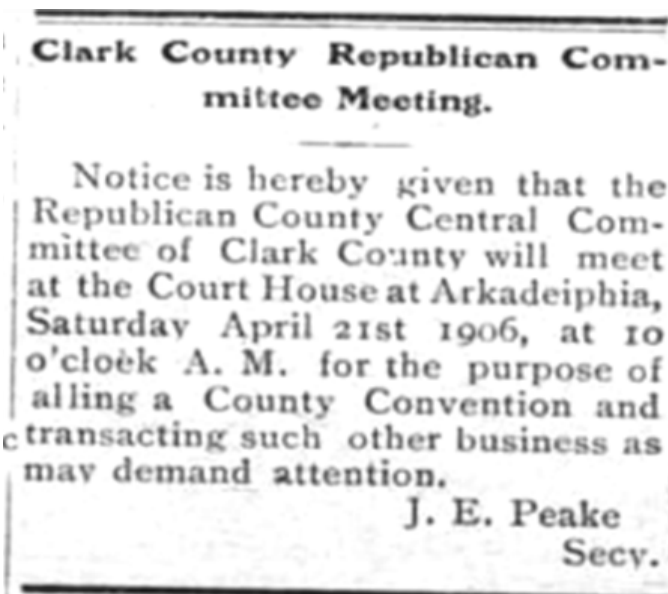 Clark County Republican Com-
mittee Meeting.
Notice is hereby given that the
Republican County Central Com-
mittee of Clark County will meet
at the Court House at Arkadeiphia,
Saturday April 21st 1906, at 10
o'clock A. M. for the purpose of
alling a County Convention and
c transacting such other business as
may demand attention.
J. E. Peake
Secy.